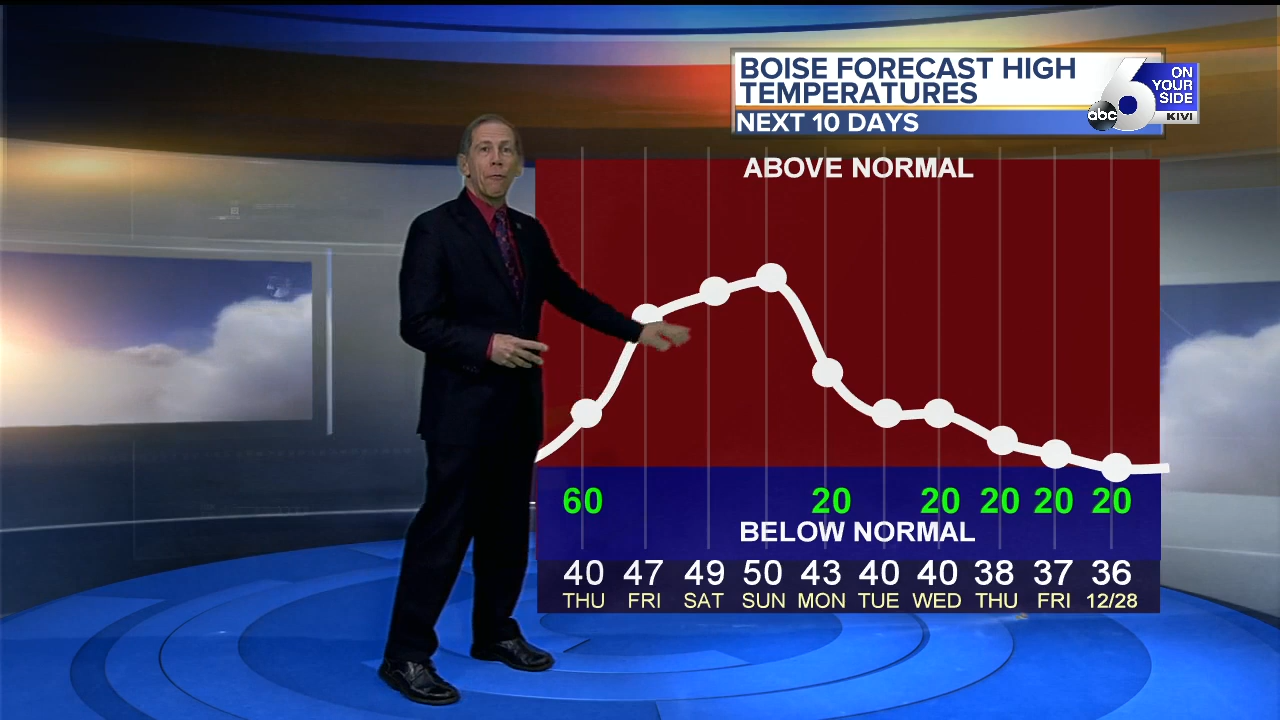 BOISE FORECAST HIGH
TEMPERATURES
NEXT 10 DAYS
abc 6 ON
YOUR
SIDE
KIVI
ABOVE NORMAL
60 20 20 20 20 20
BELOW NORMAL
40 47 49 50 43 40 40 38 37 36
THU FRI SAT SUN MON TUE WED THU FRI 12/28